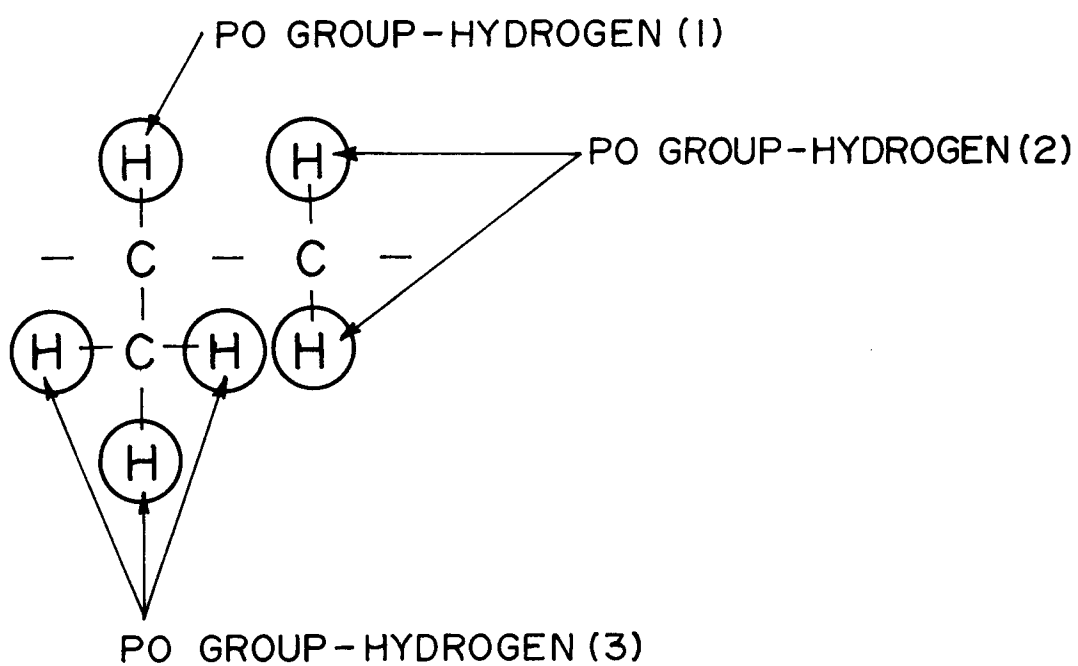 PO GROUP-HYDROGEN (1)
H H
PO GROUP-HYDROGEN (2)
— C — C —
H-C-H H
H
PO GROUP-HYDROGEN (3)